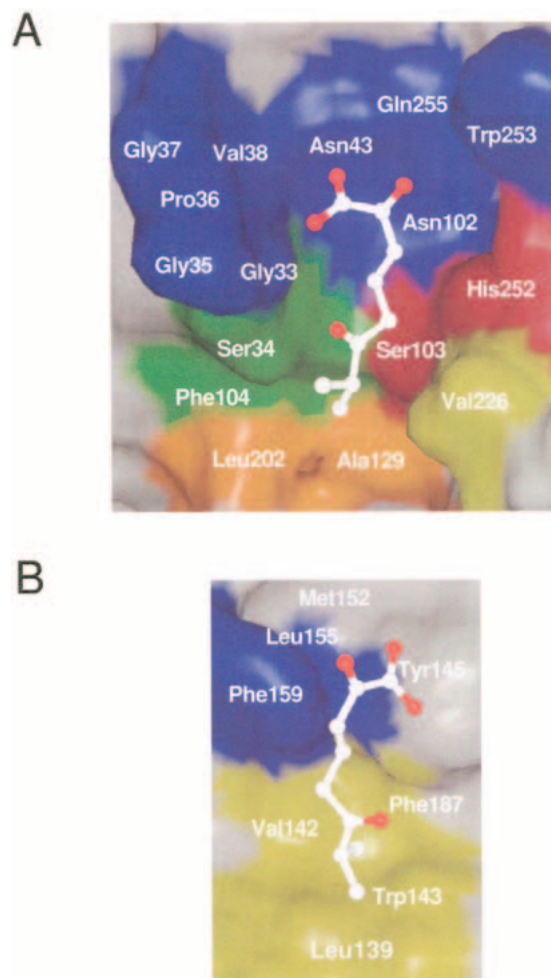 A
Gln255
Gly37 Val38 Asn43 Trp253
Pro36
Asn102
Gly35 Gly33
His252
Ser34 Ser103
Phe104 Val226
Leu202 Ala129
B
Met152
Leu155
Tyr145
Phe159
Phe187
Val142
Trp143
Leu139